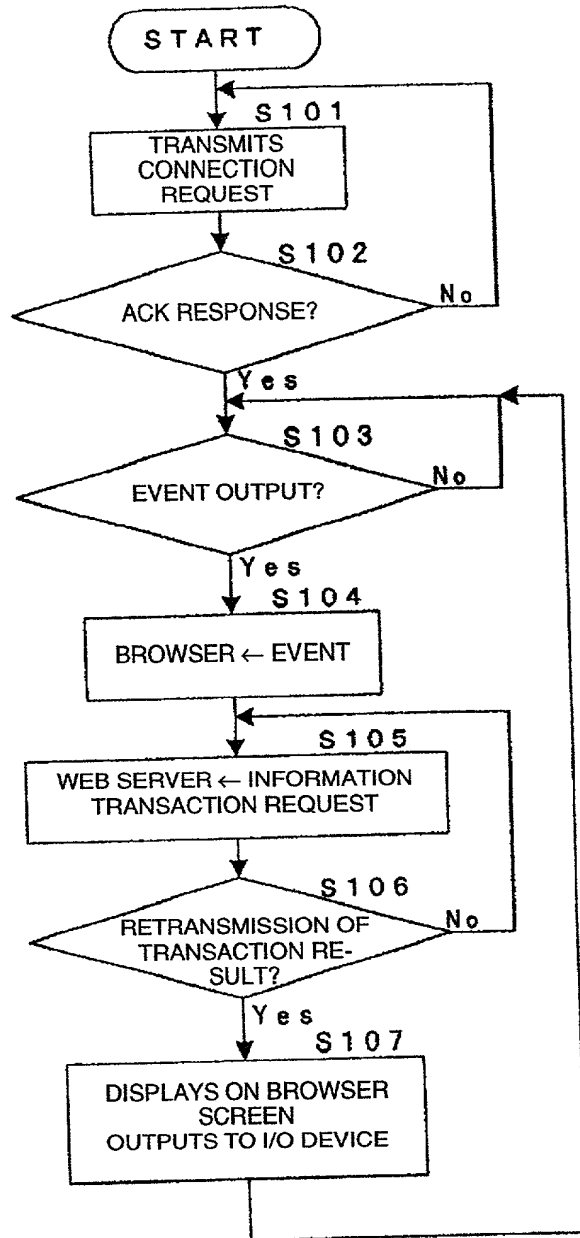 START
S101
TRANSMITS
CONNECTION
REQUEST
S102
ACK RESPONSE?
No
Yes
S103
EVENT OUTPUT?
No
Yes
S104
BROWSER ← EVENT
S105
WEB SERVER ← INFORMATION
TRANSACTION REQUEST
S106
RETRANSMISSION OF
TRANSACTION RE-
SULT?
No
Yes
S107
DISPLAYS ON BROWSER
SCREEN
OUTPUTS TO I/O DEVICE